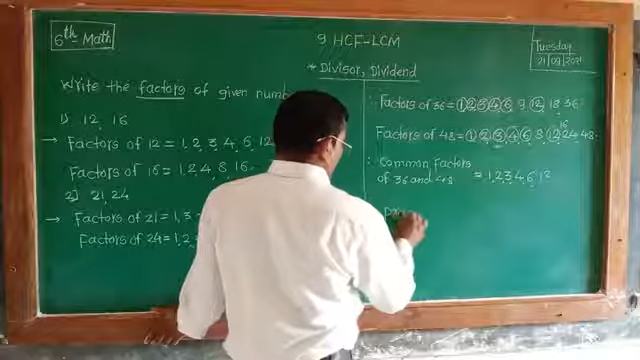 6th- Math
9. HCF-LCM
Tuesday
21/09/2021
* Divisor, Dividend
Write the factors of given
1) 12, 16
→ Factors of 12 = 1, 2, 3, 4, 6, 12
Factors of 16 = 1, 2, 4, 8, 16
2) 21, 24
→ Factors of 21 = 1, 3
Factors of 24 = 1, 2,
Factors of 36 = 1, 2, 3, 4, 6, 9, 12, 18, 36
16
Factors of 48 = 1, 2, 3, 4, 6, 8, 12, 24, 48
∴ Common factors
of 36 and 48 = 1, 2, 3, 4, 6, 12